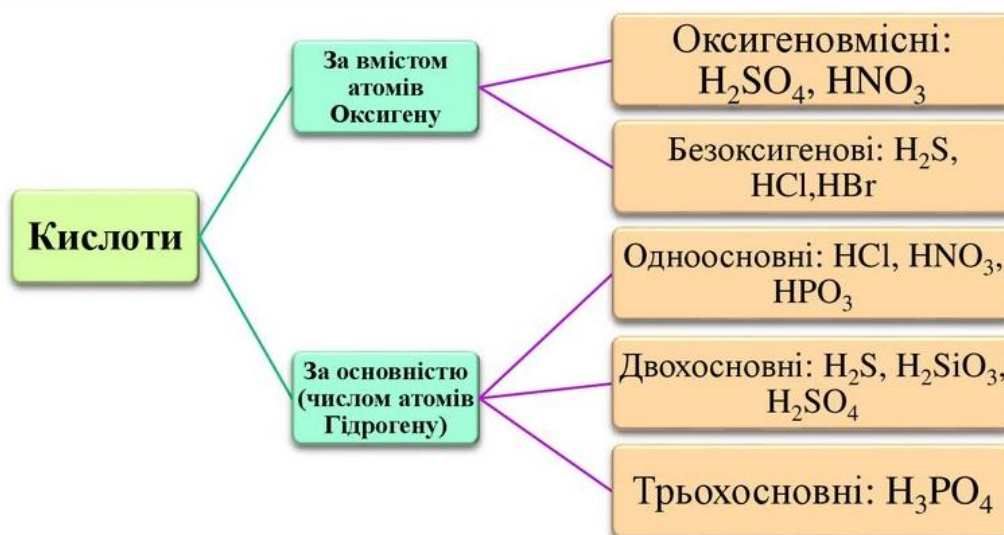 Кислоти
За вмістом
атомів
Оксигену
Оксигеновмісні:
H₂SO₄, HNO₃
Безоксигенові: H₂S,
HCl,HBr
За основністю
(числом атомів
Гідрогену)
Одноосновні: HCl, HNO₃,
HPO₃
Двохосновні: H₂S, H₂SiO₃,
H₂SO₄
Трьохосновні: H₃PO₄